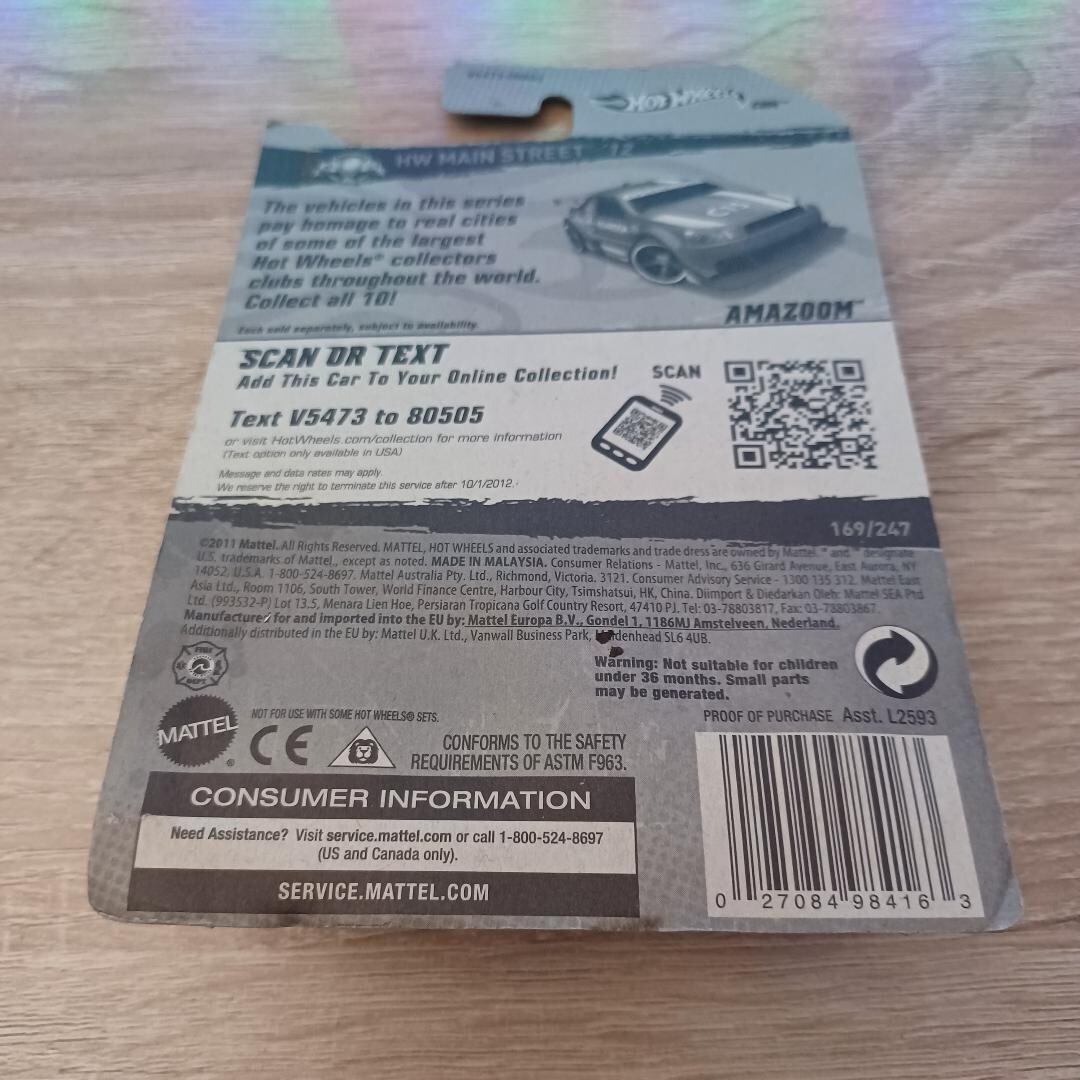 Hot Wheels
HW MAIN STREET '12
The vehicles in this series
pay homage to real cities
of some of the largest
Hot Wheels® collectors
clubs throughout the world.
Collect all 10!
Each sold separately, subject to availability.
AMAZOOM™
SCAN OR TEXT
Add This Car To Your Online Collection!
SCAN
Text V5473 to 80505
or visit HotWheels.com/collection for more information
(Text option only available in USA)
Message and data rates may apply.
We reserve the right to terminate this service after 10/1/2012.
169/247
©2011 Mattel. All Rights Reserved. MATTEL, HOT WHEELS and associated trademarks and trade dress are owned by Mattel. ™ and ™ designate
U.S. trademarks of Mattel., except as noted. MADE IN MALAYSIA. Consumer Relations - Mattel, Inc., 636 Girard Avenue, East Aurora, NY
14052, U.S.A. 1-800-524-8697. Mattel Australia Pty. Ltd., Richmond, Victoria. 3121. Consumer Advisory Service - 1300 135 312. Mattel East
Asia Ltd., Room 1106, South Tower, World Finance Centre, Harbour City, Tsimshatsui, HK, China. Diimport & Diedarkan Oleh: Mattel SEA Ptd
Ltd. (993532-P) Lot 13.5, Menara Lien Hoe, Persiaran Tropicana Golf Country Resort, 47410 PJ. Tel: 03-78803817, Fax: 03-78803867.
Manufactured for and imported into the EU by: Mattel Europa B.V., Gondel 1, 1186MJ Amstelveen, Nederland.
Additionally distributed in the EU by: Mattel U.K. Ltd., Vanwall Business Park, SL6 4UB.
FIRE
DEPT.
Warning: Not suitable for children
under 36 months. Small parts
may be generated.
MATTEL®
NOT FOR USE WITH SOME HOT WHEELS® SETS.
CE
CONFORMS TO THE SAFETY
REQUIREMENTS OF ASTM F963.
PROOF OF PURCHASE Asst. L2593
CONSUMER INFORMATION
Need Assistance? Visit service.mattel.com or call 1-800-524-8697
(US and Canada only).
SERVICE.MATTEL.COM
0 27084 98416 3